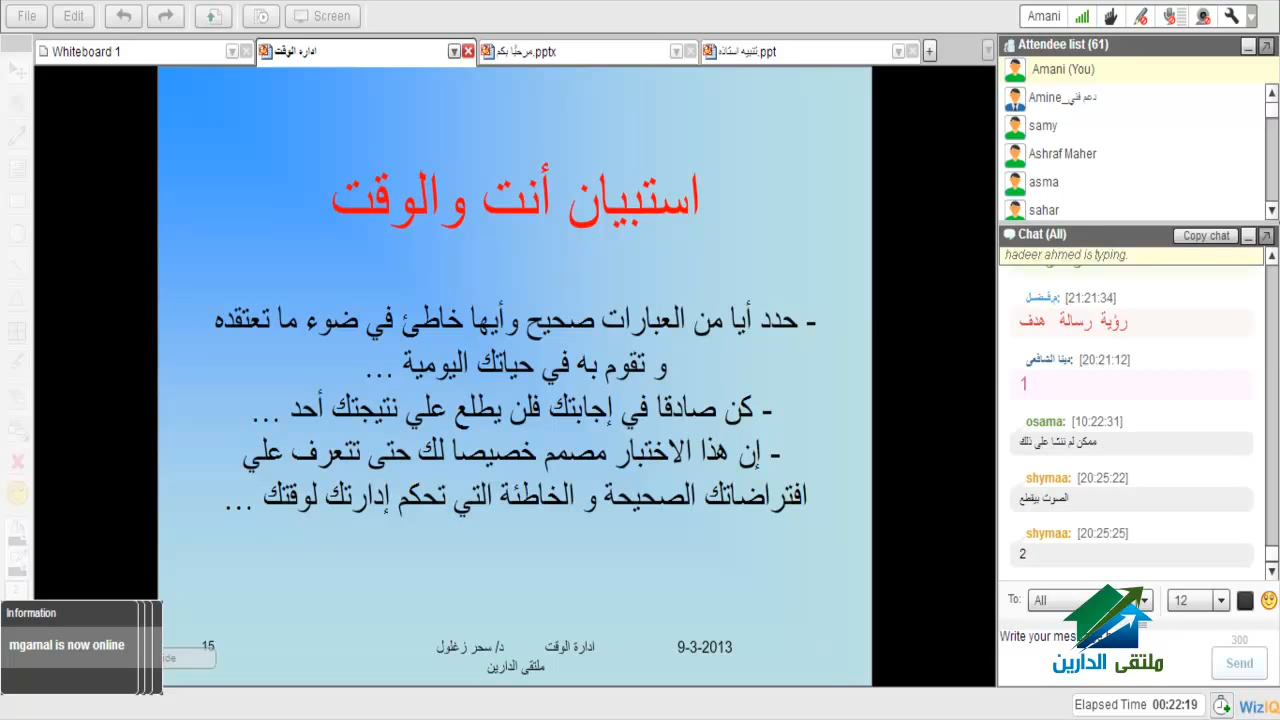 File
Edit
Screen
Amani
Whiteboard 1
اداره الوقت
مرحبًا بكم.pptx
تنبيه استاذه.ppt
Attendee list (61)
Amani (You)
Amine_دعم فني
samy
Ashraf Maher
asma
sahar
استبيان أنت والوقت
- حدد أيا من العبارات صحيح وأيها خاطئ في ضوء ما تعتقده
و تقوم به في حياتك اليومية ...
- كن صادقا في إجابتك فلن يطلع علي نتيجتك أحد ...
- إن هذا الاختبار مصمم خصيصا لك حتى تتعرف علي
افتراضاتك الصحيحة و الخاطئة التي تحكم إدارتك لوقتك ...
15
د/ سحر زغلول
ادارة الوقت
9-3-2013
ملتقى الدارين
Chat (All)
Copy chat
hadeer ahmed is typing.
[21:21:34]
رؤية رسالة هدف
دينا الشافعى: [20:21:12]
1
osama: [10:22:31]
ممكن لم ننشا على ذلك
shymaa: [20:25:22]
الصوت بيقطع
shymaa: [20:25:25]
2
To:
All
12
Write your
300
Send
ملتقى الدارين
Information
mgamal is now online
Elapsed Time 00:22:19
WizIQ